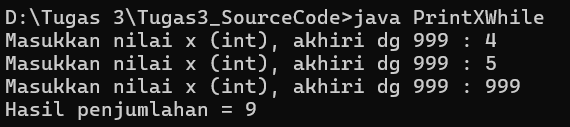 D:\Tugas 3\Tugas3_SourceCode>java PrintXWhile
Masukkan nilai x (int), akhiri dg 999 : 4
Masukkan nilai x (int), akhiri dg 999 : 5
Masukkan nilai x (int), akhiri dg 999 : 999
Hasil penjumlahan = 9